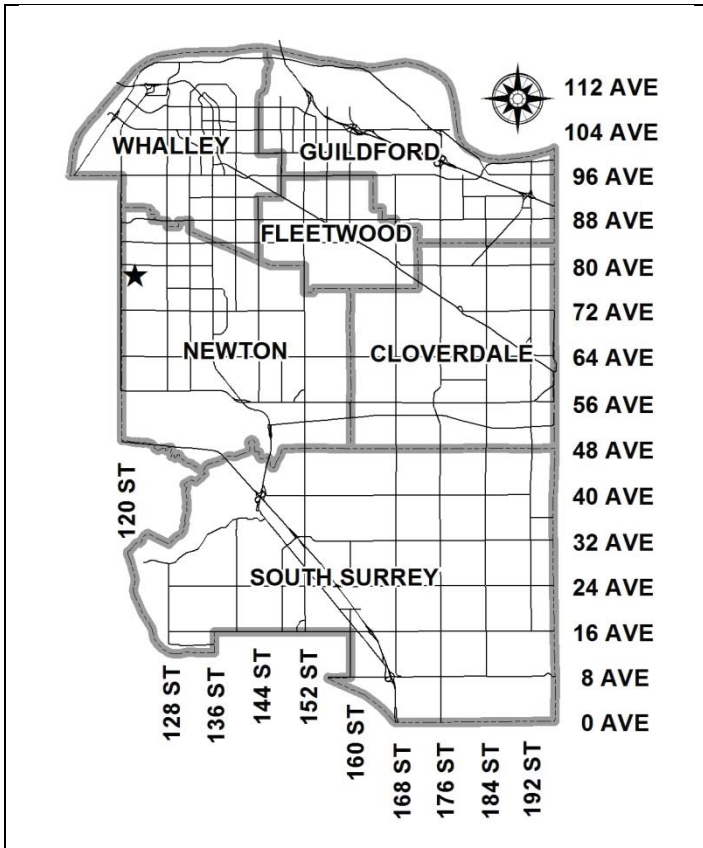 112 AVE
104 AVE
WHALLEY
GUILDFORD
96 AVE
88 AVE
FLEETWOOD
80 AVE
72 AVE
NEWTON
CLOVERDALE
64 AVE
56 AVE
48 AVE
120 ST
40 AVE
32 AVE
SOUTH SURREY
24 AVE
16 AVE
128 ST
136 ST
144 ST
152 ST
160 ST
8 AVE
0 AVE
168 ST
176 ST
184 ST
192 ST